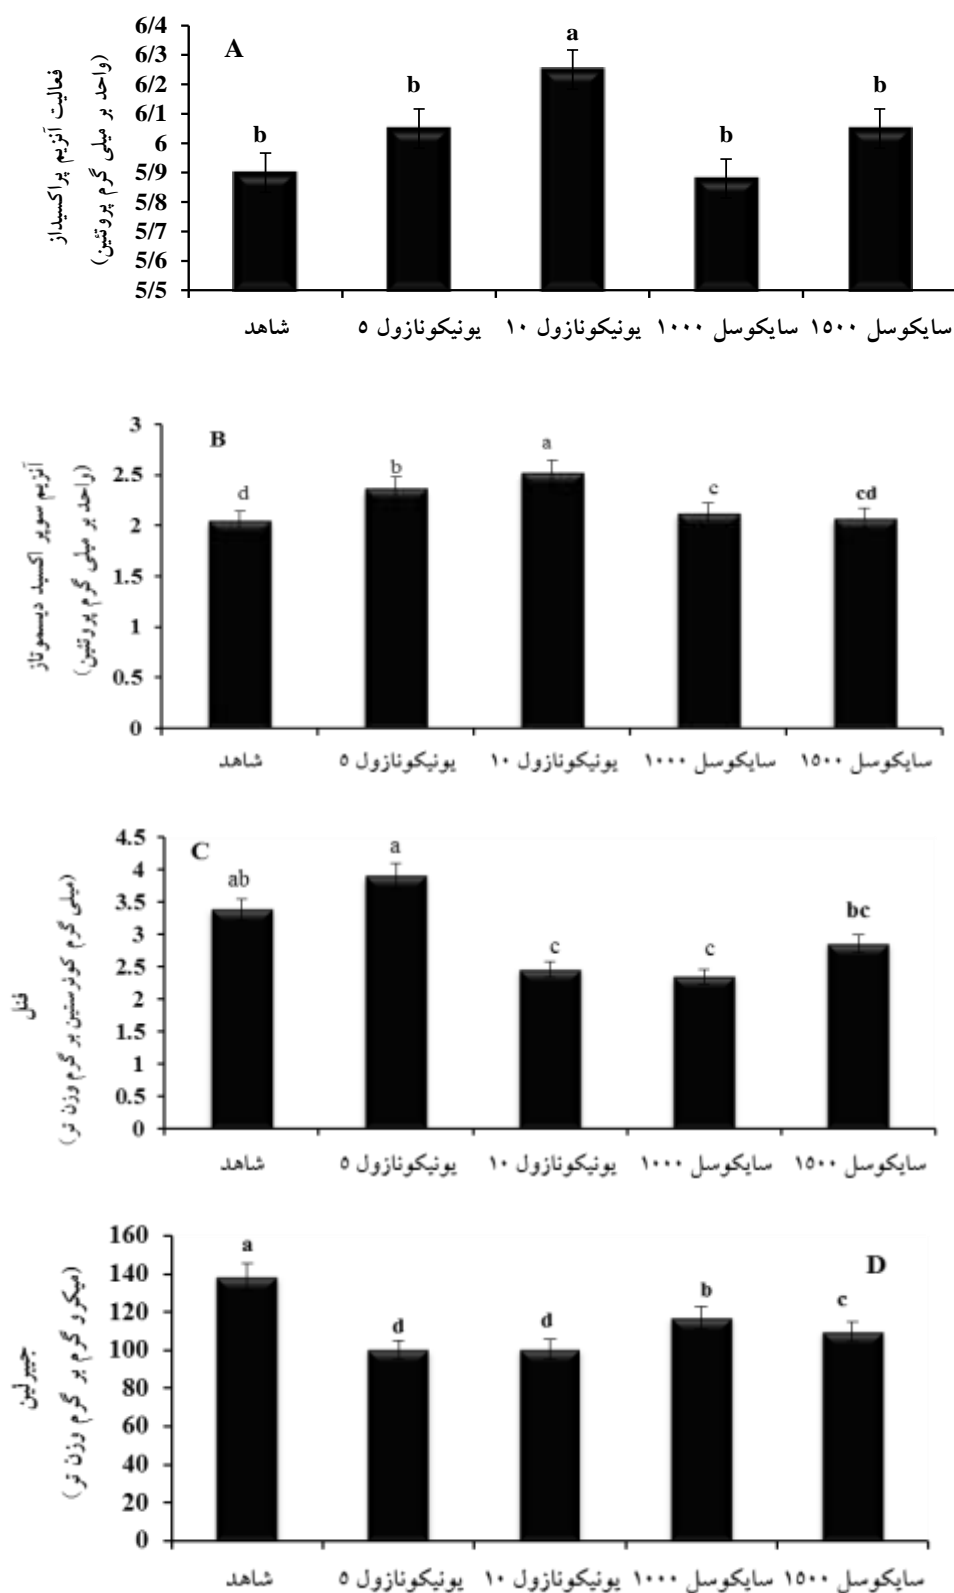 A
فعالیت آنزیم پراکسیداز
(واحد بر میلی گرم پروتئین)
6/4
6/3
6/2
6/1
6
5/9
5/8
5/7
5/6
5/5
b
b
a
b
b
شاهد
یونیکونازول ۵
یونیکونازول ۱۰
سایکوسل ۱۰۰۰
سایکوسل ۱۵۰۰
B
آنزیم سوپر اکسید دیسموتاز
(واحد بر میلی گرم پروتئین)
3
2.5
2
1.5
1
0.5
0
d
b
a
c
cd
شاهد
یونیکونازول ۵
یونیکونازول ۱۰
سایکوسل ۱۰۰۰
سایکوسل ۱۵۰۰
C
فنل
(میلی گرم کوئرستین بر گرم وزن تر)
4.5
4
3.5
3
2.5
2
1.5
1
0.5
0
ab
a
c
c
bc
شاهد
یونیکونازول ۵
یونیکونازول ۱۰
سایکوسل ۱۰۰۰
سایکوسل ۱۵۰۰
D
جیبرلین
(میکرو گرم بر گرم وزن تر)
160
140
120
100
80
60
40
20
0
a
d
d
b
c
شاهد
یونیکونازول ۵
یونیکونازول ۱۰
سایکوسل ۱۰۰۰
سایکوسل ۱۵۰۰